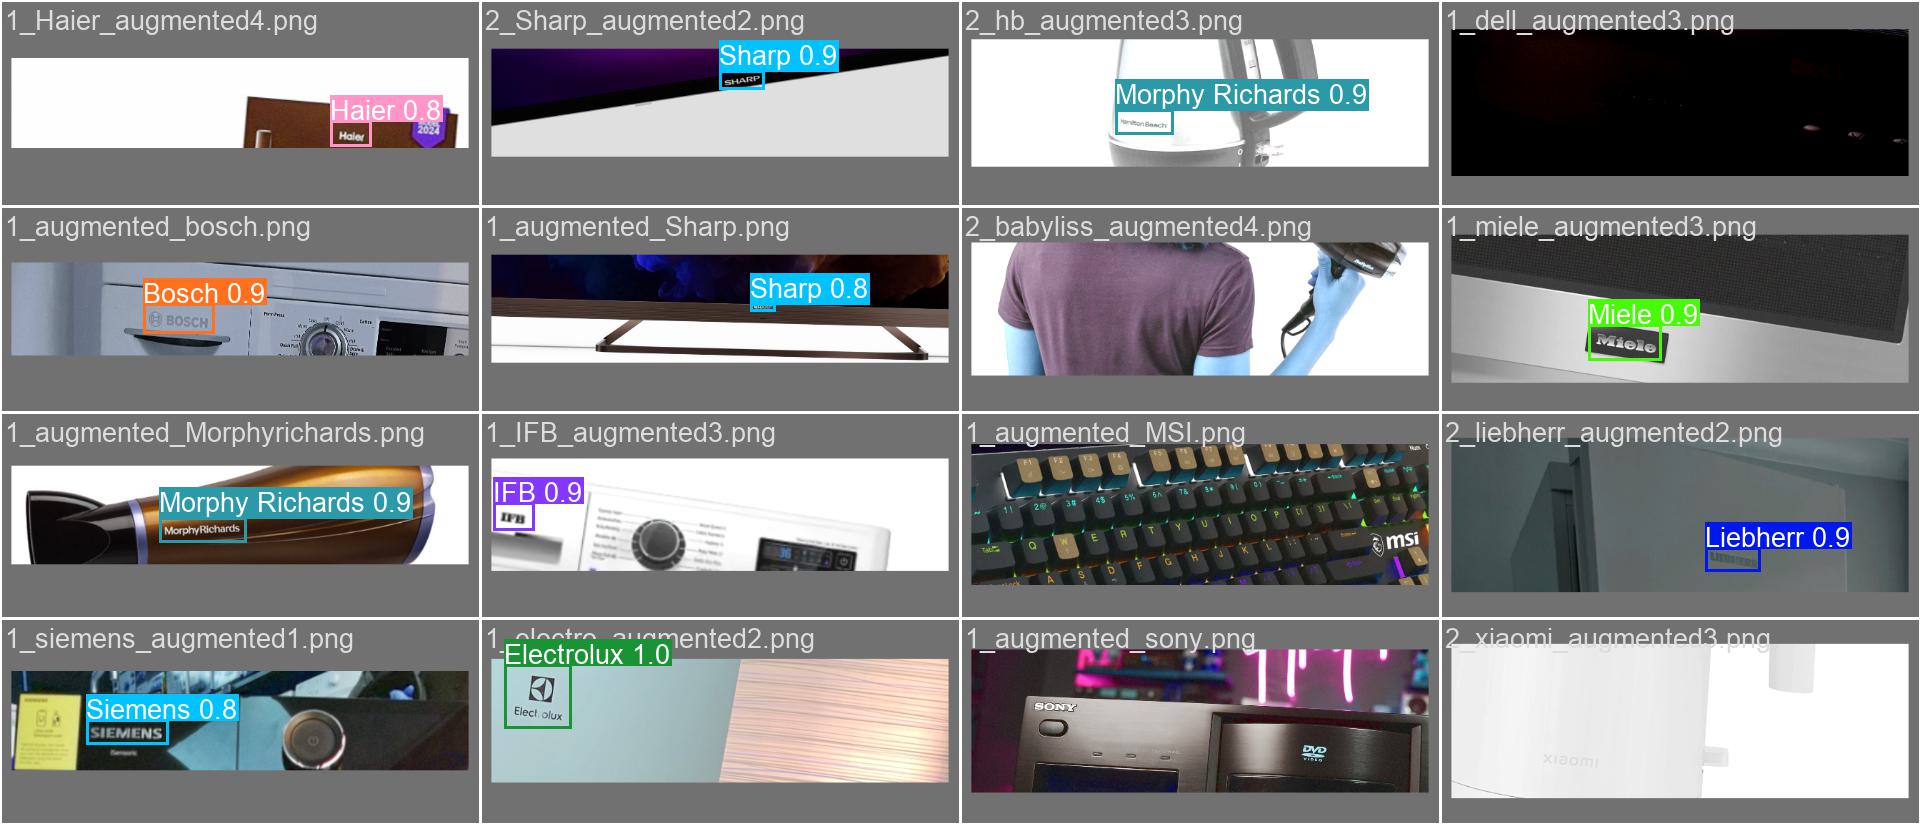 1_Haier_augmented4.png
Haier 0.8
Haier
2024
2_Sharp_augmented2.png
Sharp 0.9
SHARP
2_hb_augmented3.png
Morphy Richards 0.9
Hamilton Beach
1_dell_augmented3.png
1_augmented_bosch.png
Bosch 0.9
BOSCH
1_augmented_Sharp.png
Sharp 0.8
2_babyliss_augmented4.png
1_miele_augmented3.png
Miele 0.9
Miele
1_augmented_Morphyrichards.png
Morphy Richards 0.9
MorphyRichards
1_IFB_augmented3.png
IFB 0.9
IFB
36
1_augmented_MSI.png
msi
2_liebherr_augmented2.png
Liebherr 0.9
LIEBHERR
1_siemens_augmented1.png
Siemens 0.8
SIEMENS
1_electro_augmented2.png
Electrolux 1.0
Electrolux
1_augmented_sony.png
SONY
DVD
VIDEO
2_xiaomi_augmented3.png
xiaomi